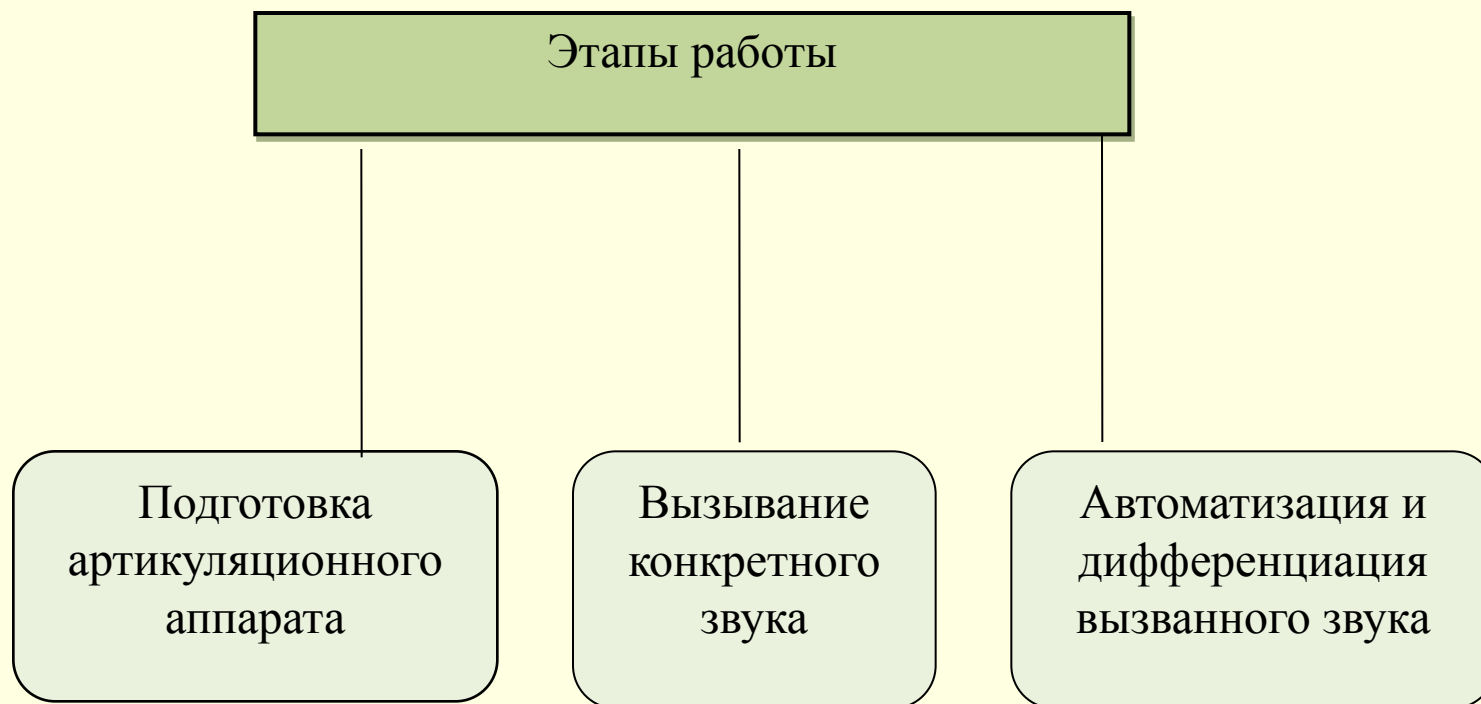 Этапы работы
Подготовка
артикуляционного
аппарата
Вызывание
конкретного
звука
Автоматизация и
дифференциация
вызванного звука